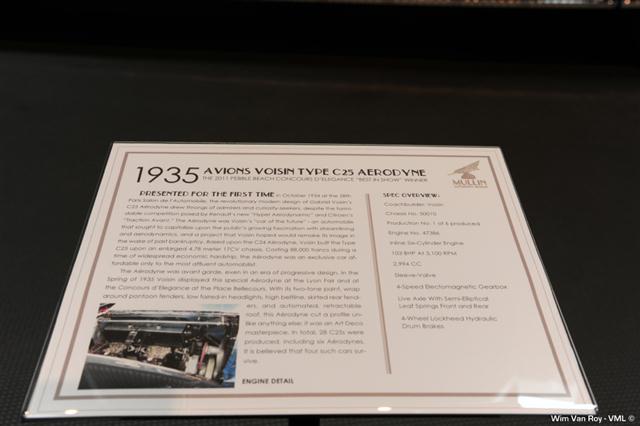 1935 AVIONS VOISIN TYPE C25 AERODYNE
THE 2011 PEBBLE BEACH CONCOURS D'ELEGANCE "BEST IN SHOW" WINNER
MULLIN
PRESENTED FOR THE FIRST TIME in October 1934 at the 28th
Paris Salon de l'Automobile, the revolutionary modern design of Gabriel Voisin's
C25 Aérodyne drew throngs of admirers and curiosity-seekers, despite the formi-
dable competition posed by Renault's new "Hyper Aerodynamic" and Citroën's
"Traction Avant." The Aérodyne was Voisin's "car of the future" - an automobile
that sought to capitalize upon the public's growing fascination with streamlining
and aerodynamics, and a project that Voisin hoped would remake its image in
the wake of past bankruptcy. Based upon the C24 Aérodyne, Voisin built the Type
C25 upon an enlarged 4.78 meter 17CV chassis. Costing 88,000 francs during a
time of widespread economic hardship, the Aérodyne was an exclusive car af-
fordable only to the most affluent automobilist.
The Aérodyne was avant garde, even in an era of progressive design. In the
Spring of 1935 Voisin displayed this special Aérodyne at the Lyon Fair and at
the Concours d'Elegance of the Place Bellecours. With its two-tone paint, wrap
around pontoon fenders, low faired-in headlights, high beltline, skirted rear fend-
ers, and automated, retractable
roof, this Aérodyne cut a profile un-
like anything else; it was an Art Deco
masterpiece. In total, 28 C25s were
produced, including six Aérodynes.
It is believed that four such cars sur-
vive.
ENGINE DETAIL
SPEC OVERVIEW:
Coachbuilder: Voisin
Chassis No. 50010
Production No. 1 of 6 produced
Engine No. 47386
Inline Six-Cylinder Engine
103 BHP At 3,100 RPM
2,994 CC
Sleeve-Valve
4-Speed Electromagnetic Gearbox
Live Axle With Semi-Elliptical
Leaf Springs Front and Rear
4-Wheel Lockheed Hydraulic
Drum Brakes
Wim Van Roy - VML ©